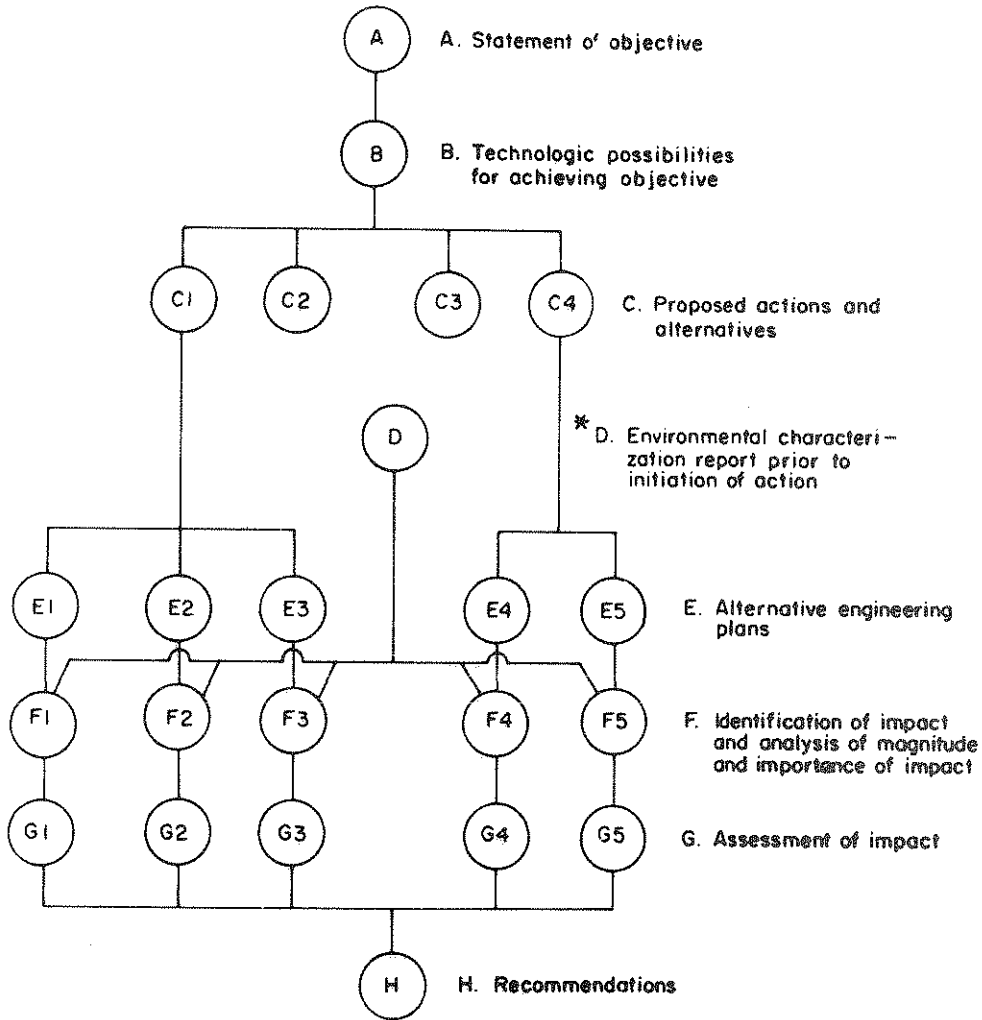 A A. Statement of objective
B B. Technologic possibilities
for achieving objective
C1 C2 C3 C4 C. Proposed actions and
alternatives
D * D. Environmental characteri-
zation report prior to
initiation of action
E1 E2 E3 E4 E5 E. Alternative engineering
plans
F1 F2 F3 F4 F5 F. Identification of impact
and analysis of magnitude
and importance of impact
G1 G2 G3 G4 G5 G. Assessment of impact
H H. Recommendations